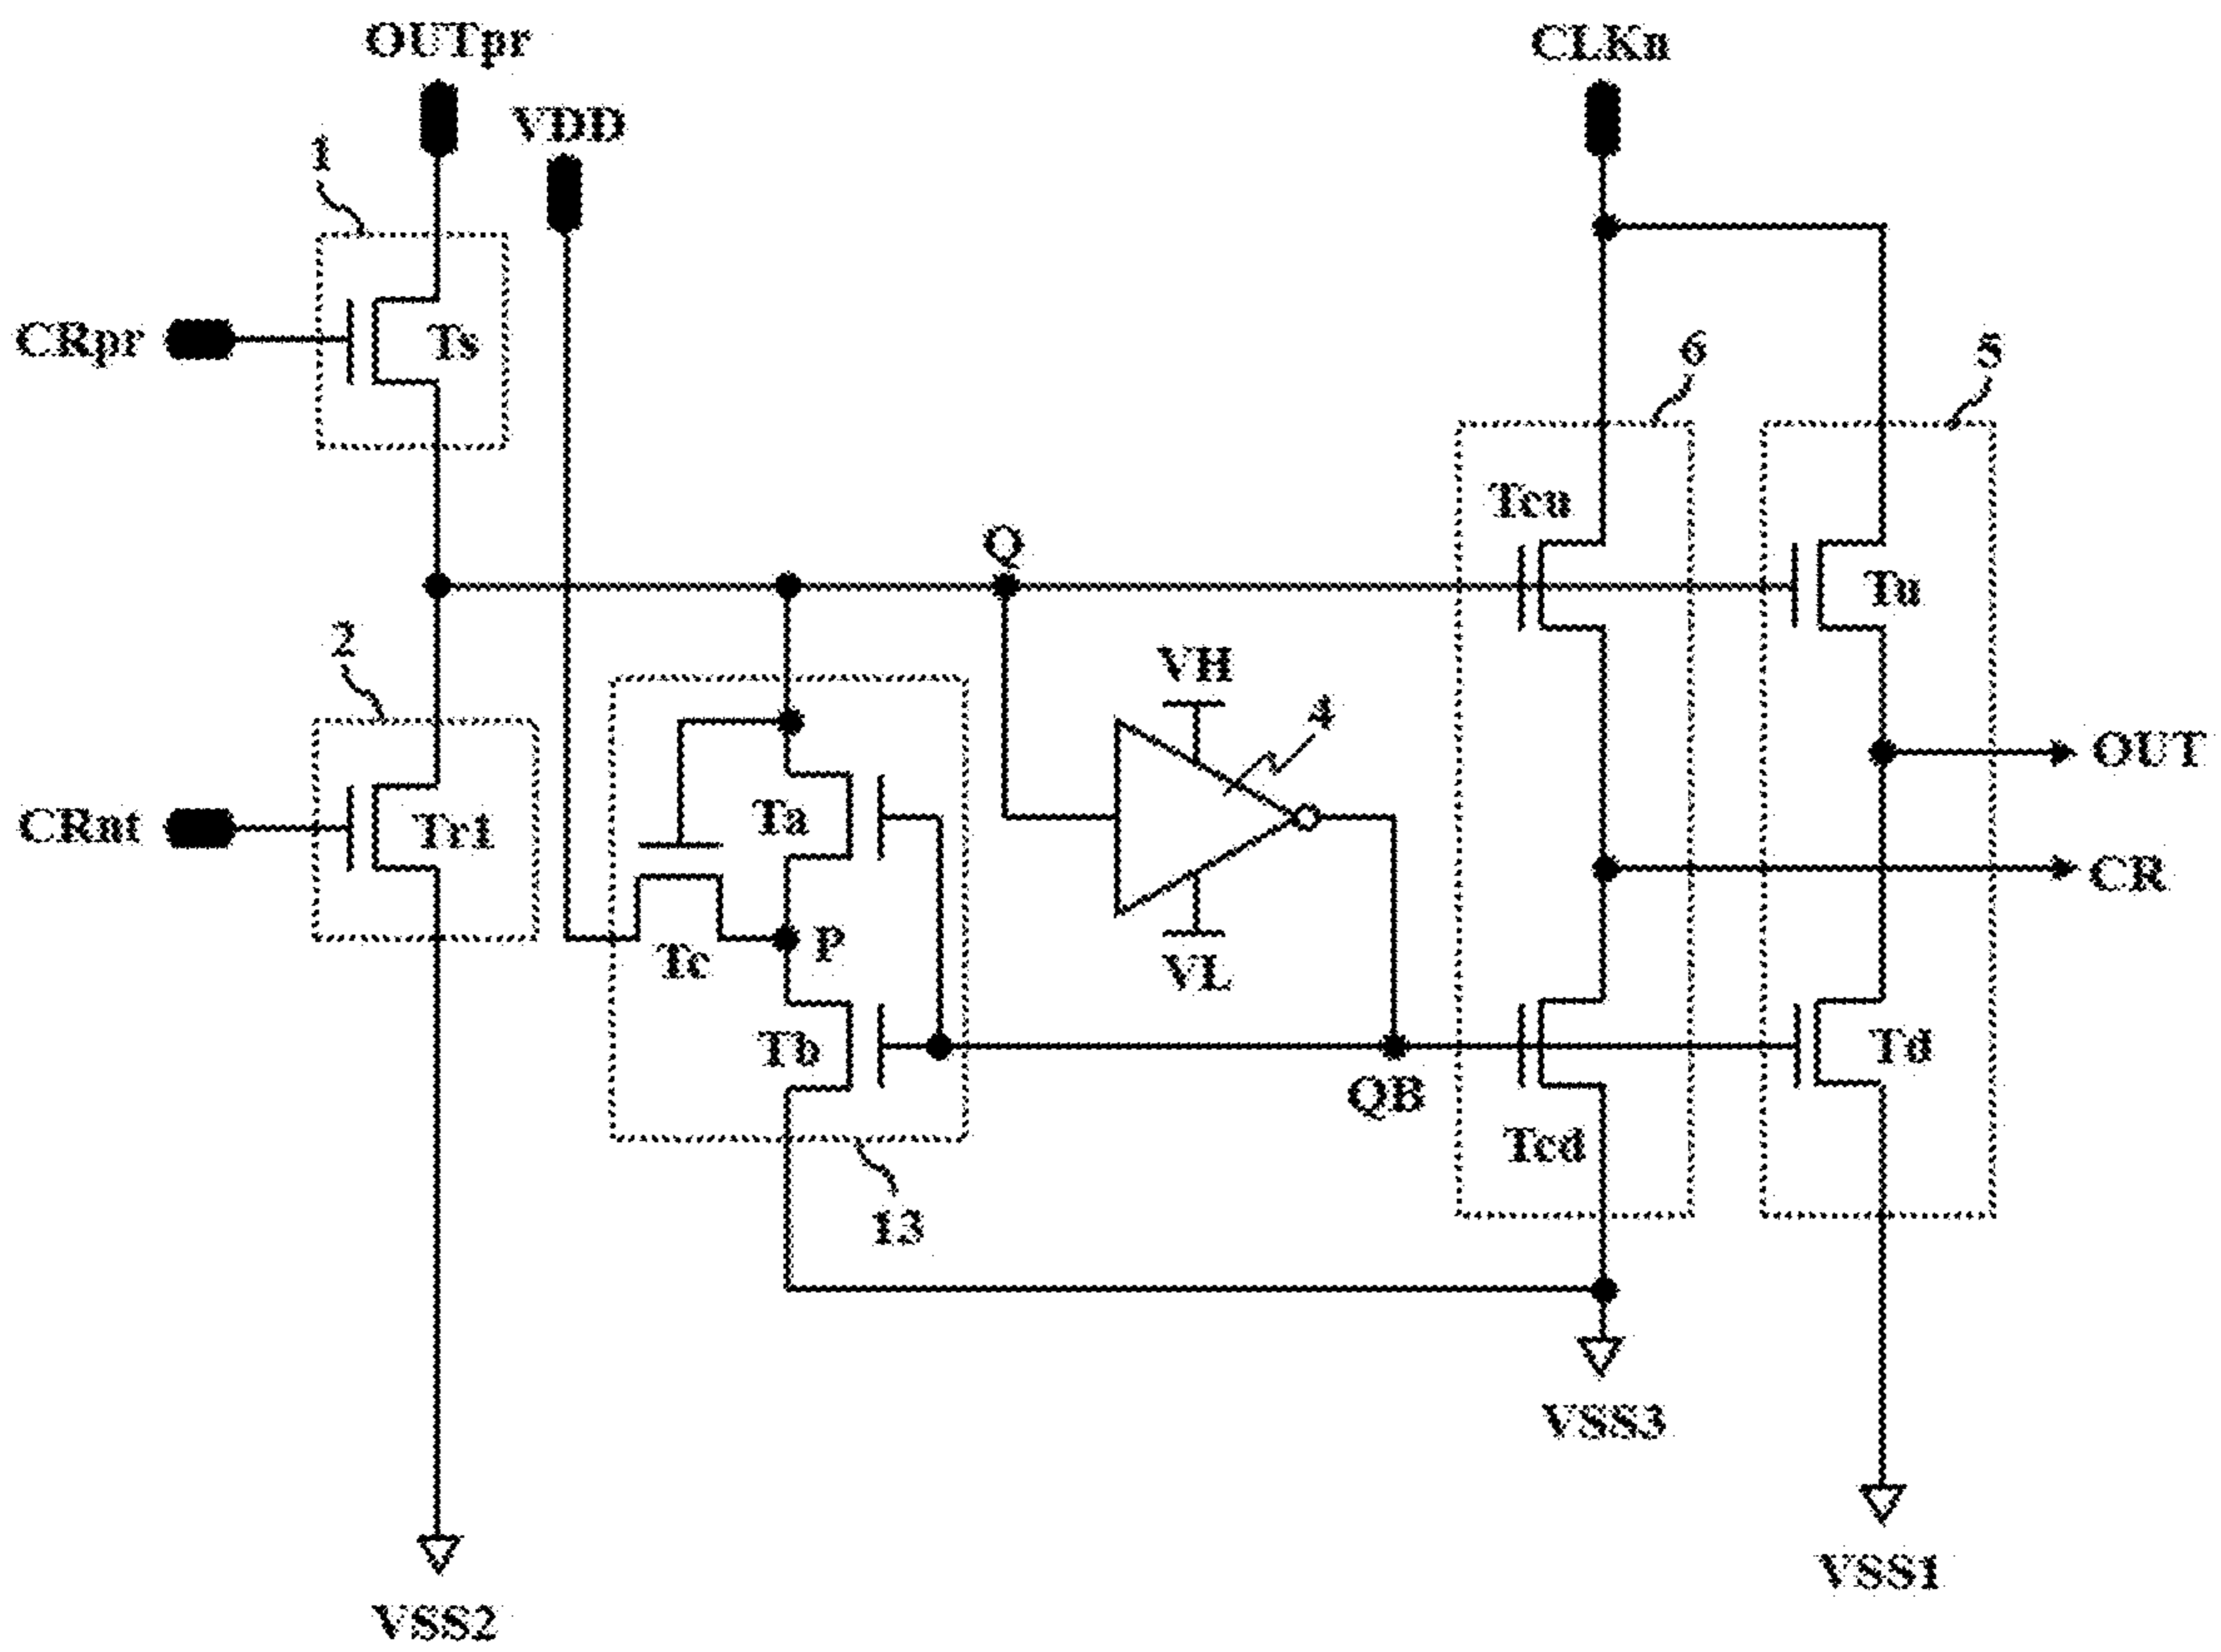 OUTpr
CLKn
VDD
1
CRpr
Ts
6
5
Tcu
Q
Tu
2
VH
4
OUT
CRnt
Tr1
Ta
CR
P
Tc
VL
Tb
Td
QB
Tcd
13
VSS3
VSS1
VSS2